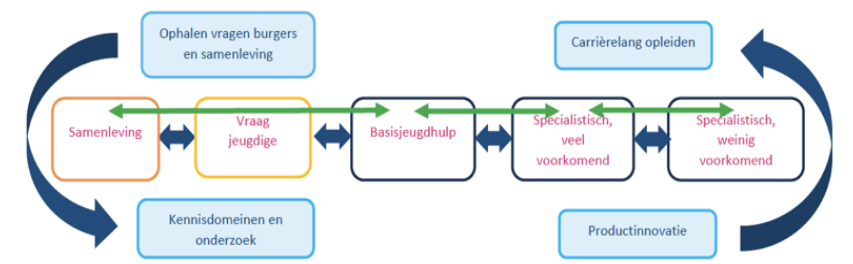 Ophalen vragen burgers
en samenleving
Carrièrelang opleiden
Samenleving
Vraag
jeugdige
Basisjeugdhulp
Specialistisch,
veel
voorkomend
Specialistisch,
weinig
voorkomend
Kennisdomeinen en
onderzoek
Productinnovatie